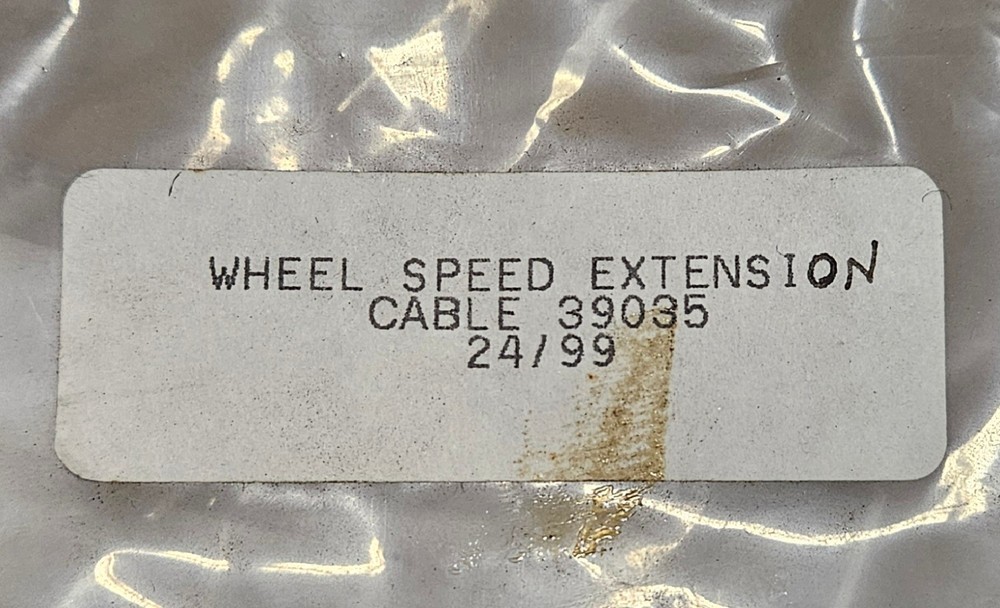 WHEEL SPEED EXTENSION
CABLE 39035
24/99